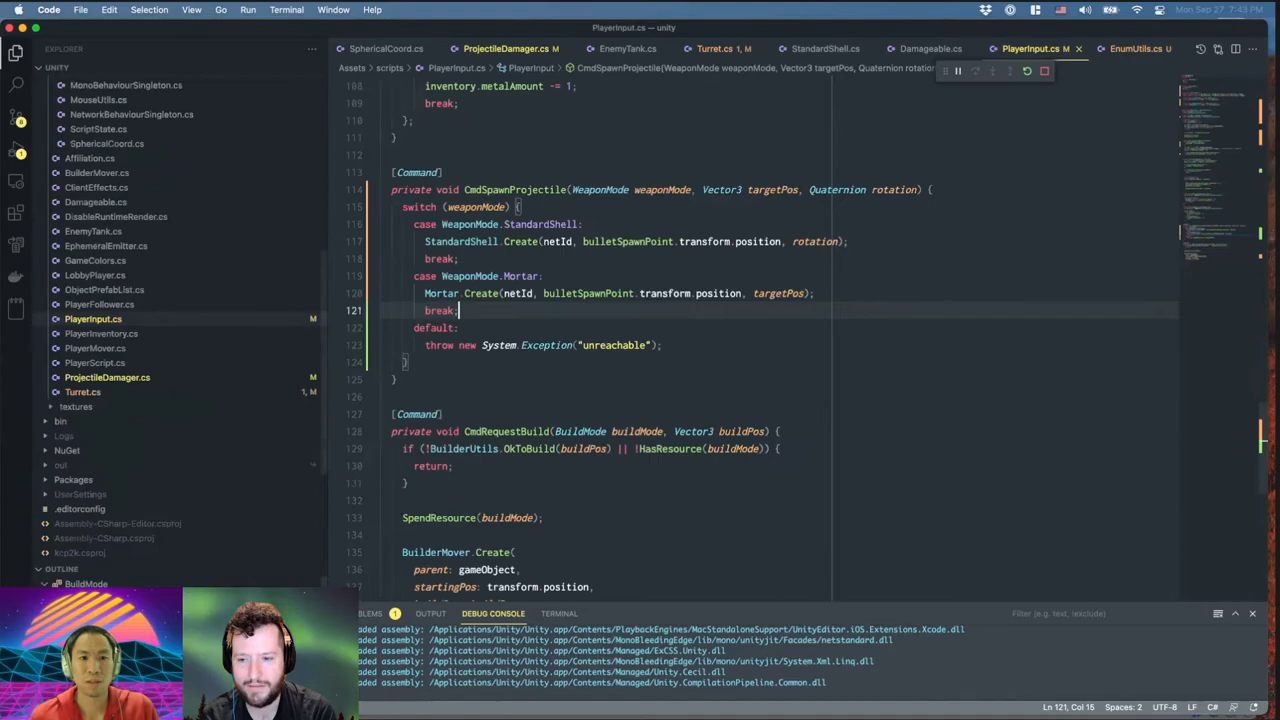 Code File Edit Selection View Go Run Terminal Window Help
Mon Sep 27 7:43 PM
PlayerInput.cs — unity
EXPLORER
SphericalCoord.cs ProjectileDamager.cs M EnemyTank.cs Turret.cs 1, M StandardShell.cs Damageable.cs PlayerInput.cs M EnumUtils.cs U
UNITY
Assets scripts PlayerInput.cs PlayerInput CmdSpawnProjectile(WeaponMode weaponMode, Vector3 targetPos, Quaternion rotation
MonoBehaviourSingleton.cs
MouseUtils.cs
NetworkBehaviourSingleton.cs
ScriptState.cs
SphericalCoord.cs
Affiliation.cs
BuilderMover.cs
ClientEffects.cs
Damageable.cs
DisableRuntimeRender.cs
EnemyTank.cs
EphemeralEmitter.cs
GameColors.cs
LobbyPlayer.cs
ObjectPrefabDict.cs
PlayerFollower.cs
PlayerInput.cs M
PlayerInventory.cs
PlayerMover.cs
PlayerScript.cs
ProjectileDamager.cs M
Turret.cs 1, M
textures
bin
Logs
NuGet
Packages
UserSettings
.editorconfig
Assembly-CSharp-Editor.csproj
Assembly-CSharp.csproj
kcp2k.csproj
OUTLINE
BuildMode
108 inventory.metalAmount -= 1;
109 break;
110 };
111 }
112
113 [Command]
114 private void CmdSpawnProjectile(WeaponMode weaponMode, Vector3 targetPos, Quaternion rotation) {
115 switch (weaponMode) {
116 case WeaponMode.StandardShell:
117 StandardShell.Create(netId, bulletSpawnPoint.transform.position, rotation);
118 break;
119 case WeaponMode.Mortar:
120 Mortar.Create(netId, bulletSpawnPoint.transform.position, targetPos);
121 break;
122 default:
123 throw new System.Exception("unreachable");
124 }
125 }
126
127 [Command]
128 private void CmdRequestBuild(BuildMode buildMode, Vector3 buildPos) {
129 if (!BuilderUtils.OkToBuild(buildPos) || !HasResource(buildMode)) {
130 return;
131 }
132
133 SpendResource(buildMode);
134
135 BuilderMover.Create(
136 parent: gameObject,
137 startingPos: transform.position,
BLEMS 1 OUTPUT DEBUG CONSOLE TERMINAL
Filter (e.g. text, !exclude)
aded assembly: /Applications/Unity/Unity.app/Contents/PlaybackEngines/MacStandaloneSupport/UnityEditor.iOS.Extensions.Xcode.dll
aded assembly: /Applications/Unity/Unity.app/Contents/MonoBleedingEdge/lib/mono/unityjit/Facades/netstandard.dll
aded assembly: /Applications/Unity/Unity.app/Contents/Managed/ExCSS.Unity.dll
aded assembly: /Applications/Unity/Unity.app/Contents/MonoBleedingEdge/lib/mono/unityjit/System.Xml.Linq.dll
aded assembly: /Applications/Unity/Unity.app/Contents/Managed/Unity.Cecil.dll
aded assembly: /Applications/Unity/Unity.app/Contents/Managed/Unity.CompilationPipeline.Common.dll
Ln 121, Col 15 Spaces: 2 UTF-8 LF C#